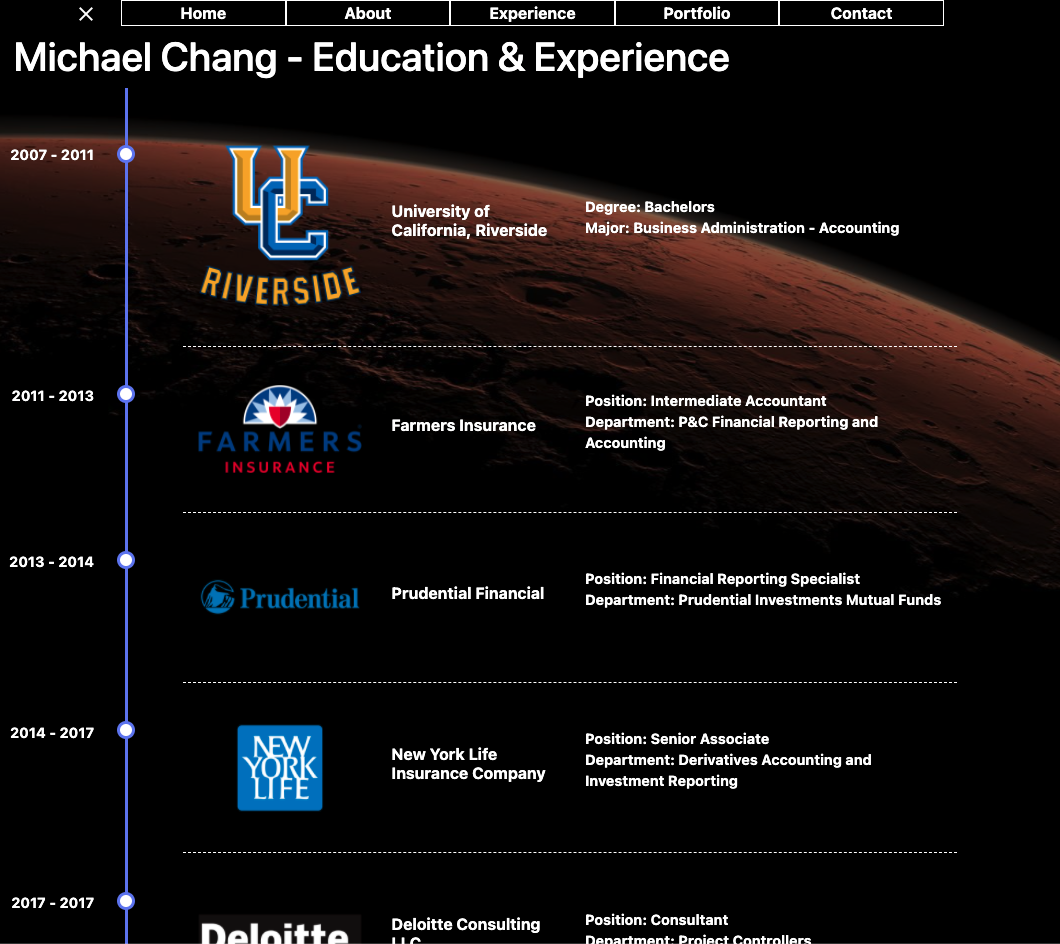 Home
About
Experience
Portfolio
Contact
Michael Chang - Education & Experience
2007 - 2011
UC
RIVERSIDE
University of
California, Riverside
Degree: Bachelors
Major: Business Administration - Accounting
2011 - 2013
FARMERS
INSURANCE
Farmers Insurance
Position: Intermediate Accountant
Department: P&C Financial Reporting and
Accounting
2013 - 2014
Prudential
Prudential Financial
Position: Financial Reporting Specialist
Department: Prudential Investments Mutual Funds
2014 - 2017
NEW
YORK
LIFE
New York Life
Insurance Company
Position: Senior Associate
Department: Derivatives Accounting and
Investment Reporting
2017 - 2017
Deloitte
Deloitte Consulting
LLC
Position: Consultant
Department: Project Controllers